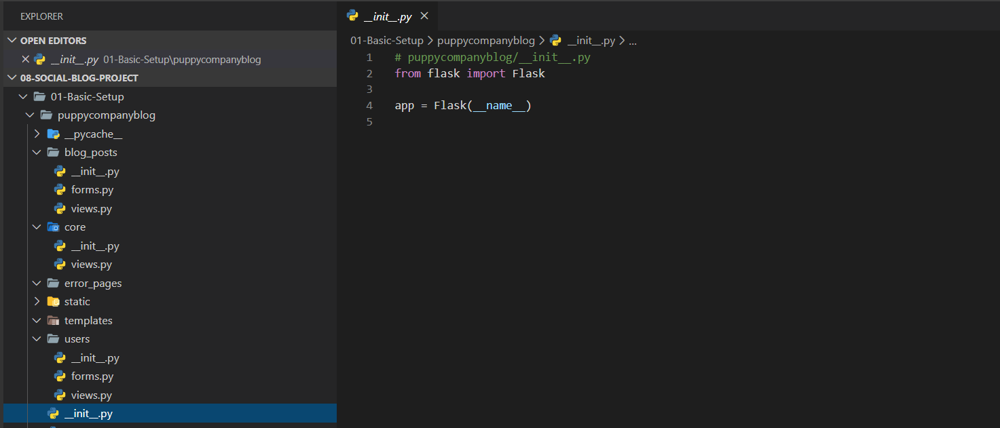 EXPLORER
OPEN EDITORS
__init__.py 01-Basic-Setup\puppycompanyblog
08-SOCIAL-BLOG-PROJECT
01-Basic-Setup
puppycompanyblog
__pycache__
blog_posts
__init__.py
forms.py
views.py
core
__init__.py
views.py
error_pages
static
templates
users
__init__.py
forms.py
views.py
__init__.py
__init__.py
01-Basic-Setup > puppycompanyblog > __init__.py > ...
1 # puppycompanyblog/__init__.py
2 from flask import Flask
3
4 app = Flask(__name__)
5